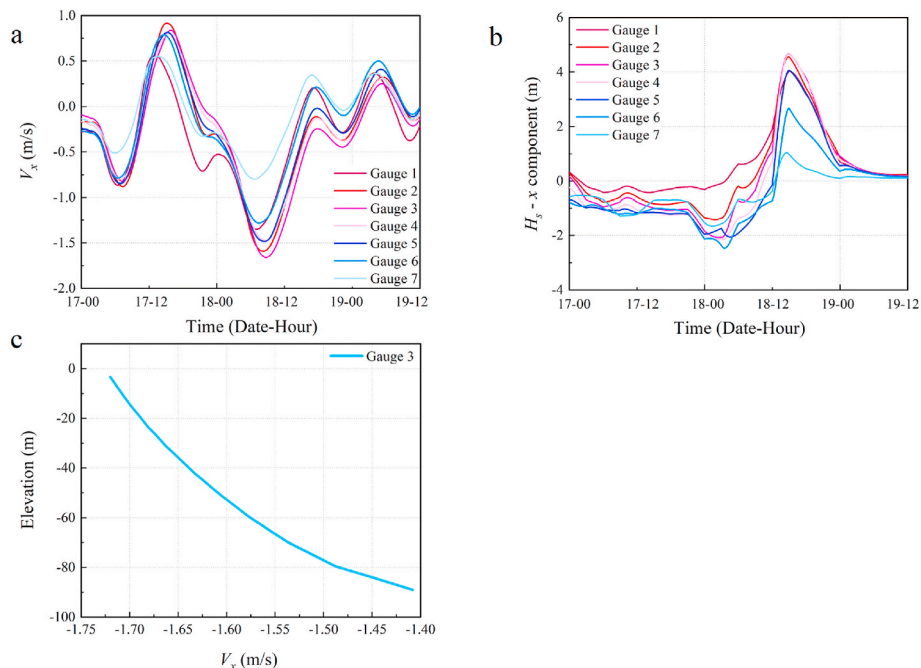 a
1.0
0.5
0.0
-0.5
-1.0
-1.5
-2.0
Vx (m/s)
Gauge 1
Gauge 2
Gauge 3
Gauge 4
Gauge 5
Gauge 6
Gauge 7
17-00 17-12 18-00 18-12 19-00 19-12
Time (Date-Hour)
b
6
4
2
0
-2
-4
Hs - x component (m)
Gauge 1
Gauge 2
Gauge 3
Gauge 4
Gauge 5
Gauge 6
Gauge 7
17-00 17-12 18-00 18-12 19-00 19-12
Time (Date-Hour)
c
0
-20
-40
-60
-80
-100
Elevation (m)
Gauge 3
-1.75 -1.70 -1.65 -1.60 -1.55 -1.50 -1.45 -1.40
Vx (m/s)